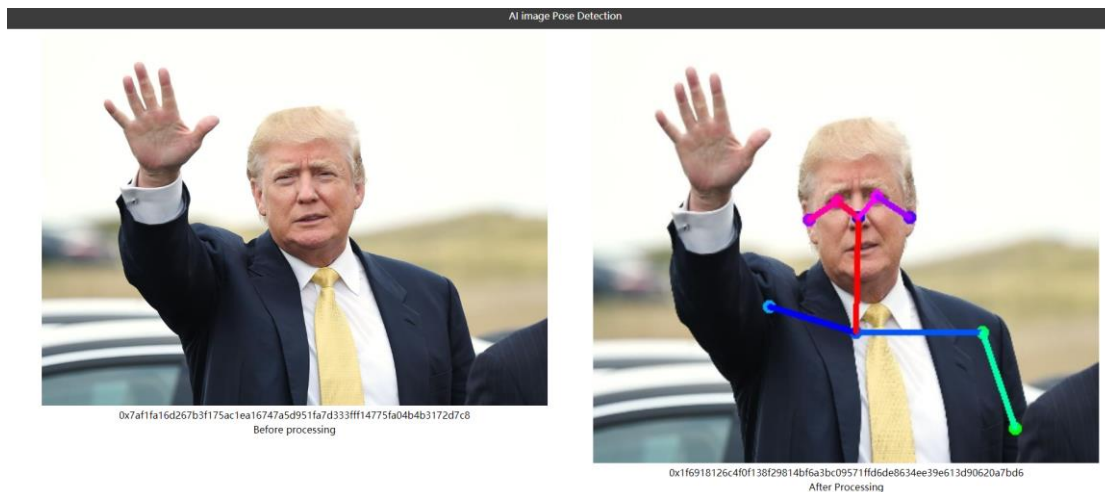 AI image Pose Detection
0x7af1fa16d267b3f175ac1ea16747a5d951fa7d333fff14775fa04b4b3172d7c8
Before processing
0x1f6918126c4f0f138f29814bf6a3bc09571ffd6de8634ee39e613d90620a7bd6
After Processing